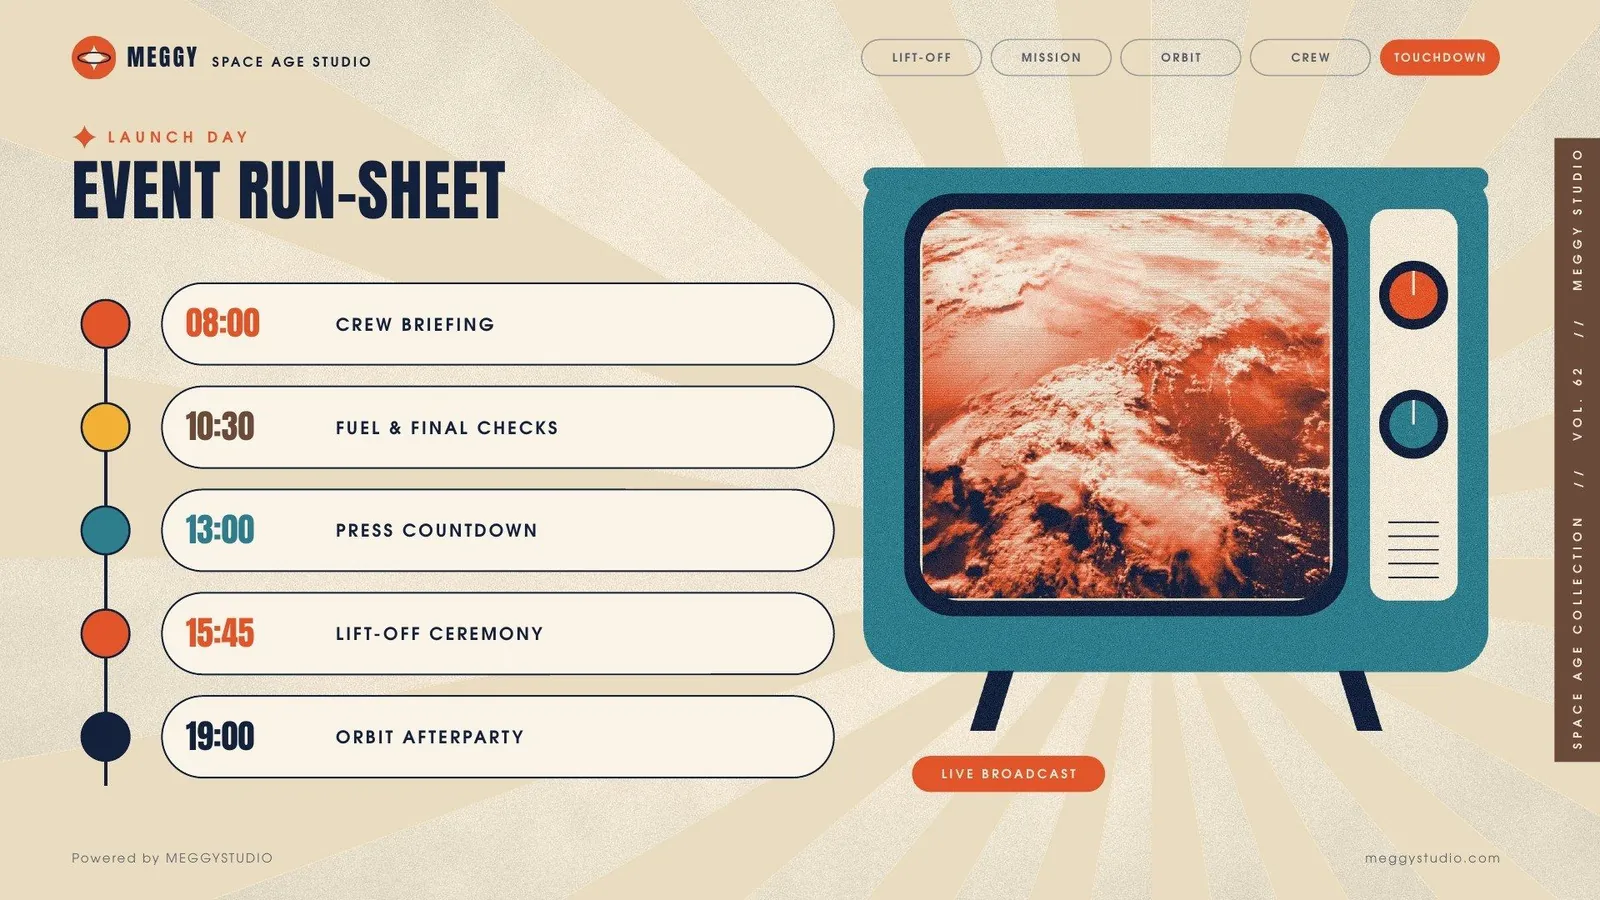 MEGGY SPACE AGE STUDIO
LIFT-OFF
MISSION
ORBIT
CREW
TOUCHDOWN
LAUNCH DAY
EVENT RUN-SHEET
08:00 CREW BRIEFING
10:30 FUEL & FINAL CHECKS
13:00 PRESS COUNTDOWN
15:45 LIFT-OFF CEREMONY
19:00 ORBIT AFTERPARTY
LIVE BROADCAST
SPACE AGE COLLECTION // VOL. 62 // MEGGY STUDIO
Powered by MEGGYSTUDIO
meggystudio.com